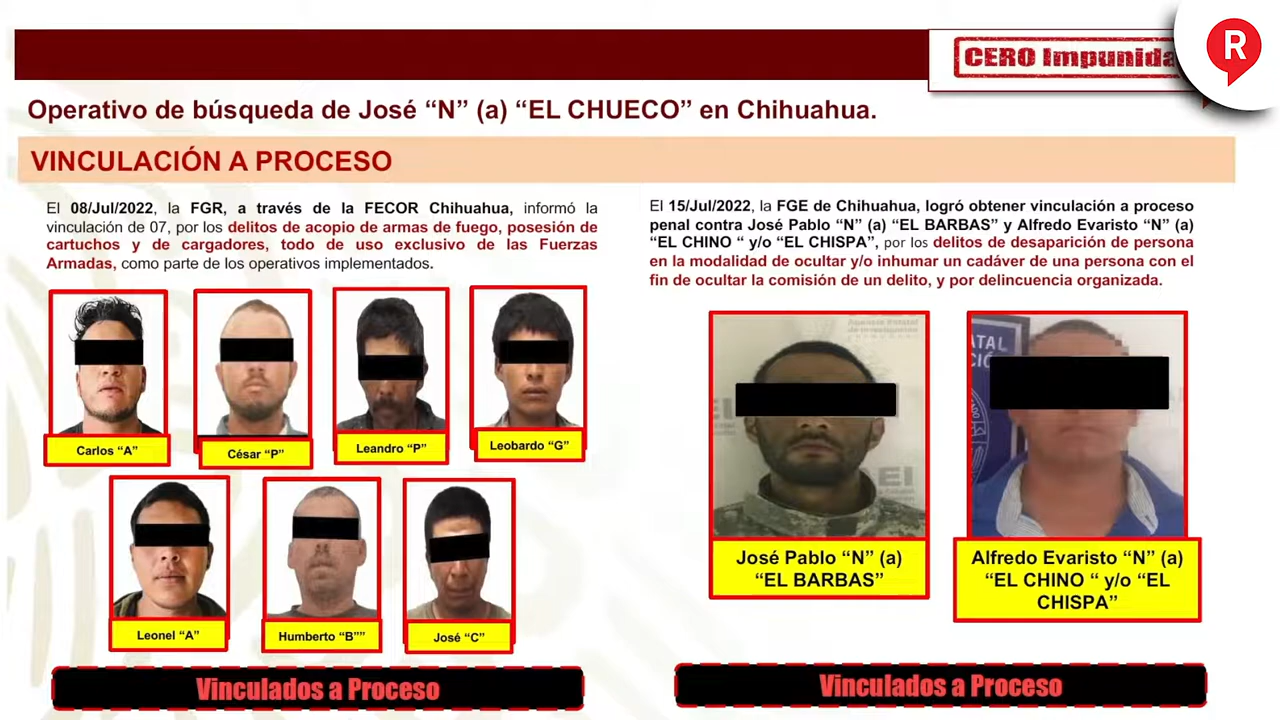 CERO Impunida
R
Operativo de búsqueda de José “N” (a) “EL CHUECO” en Chihuahua.
VINCULACIÓN A PROCESO
El 08/Jul/2022, la FGR, a través de la FECOR Chihuahua, informó la
vinculación de 07, por los delitos de acopio de armas de fuego, posesión de
cartuchos y de cargadores, todo de uso exclusivo de las Fuerzas
Armadas, como parte de los operativos implementados.
Carlos “A”
César “P”
Leandro “P”
Leobardo “G”
Leonel “A”
Humberto “B””
José “C”
Vinculados a Proceso
El 15/Jul/2022, la FGE de Chihuahua, logró obtener vinculación a proceso
penal contra José Pablo “N” (a) “EL BARBAS” y Alfredo Evaristo “N” (a)
“EL CHINO “ y/o “EL CHISPA”, por los delitos de desaparición de persona
en la modalidad de ocultar y/o inhumar un cadáver de una persona con el
fin de ocultar la comisión de un delito, y por delincuencia organizada.
Agencia Estatal
de Investigación
EI
ATAL
CIÓ
José Pablo “N” (a)
“EL BARBAS”
Alfredo Evaristo “N” (a)
“EL CHINO “ y/o “EL
CHISPA”
Vinculados a Proceso